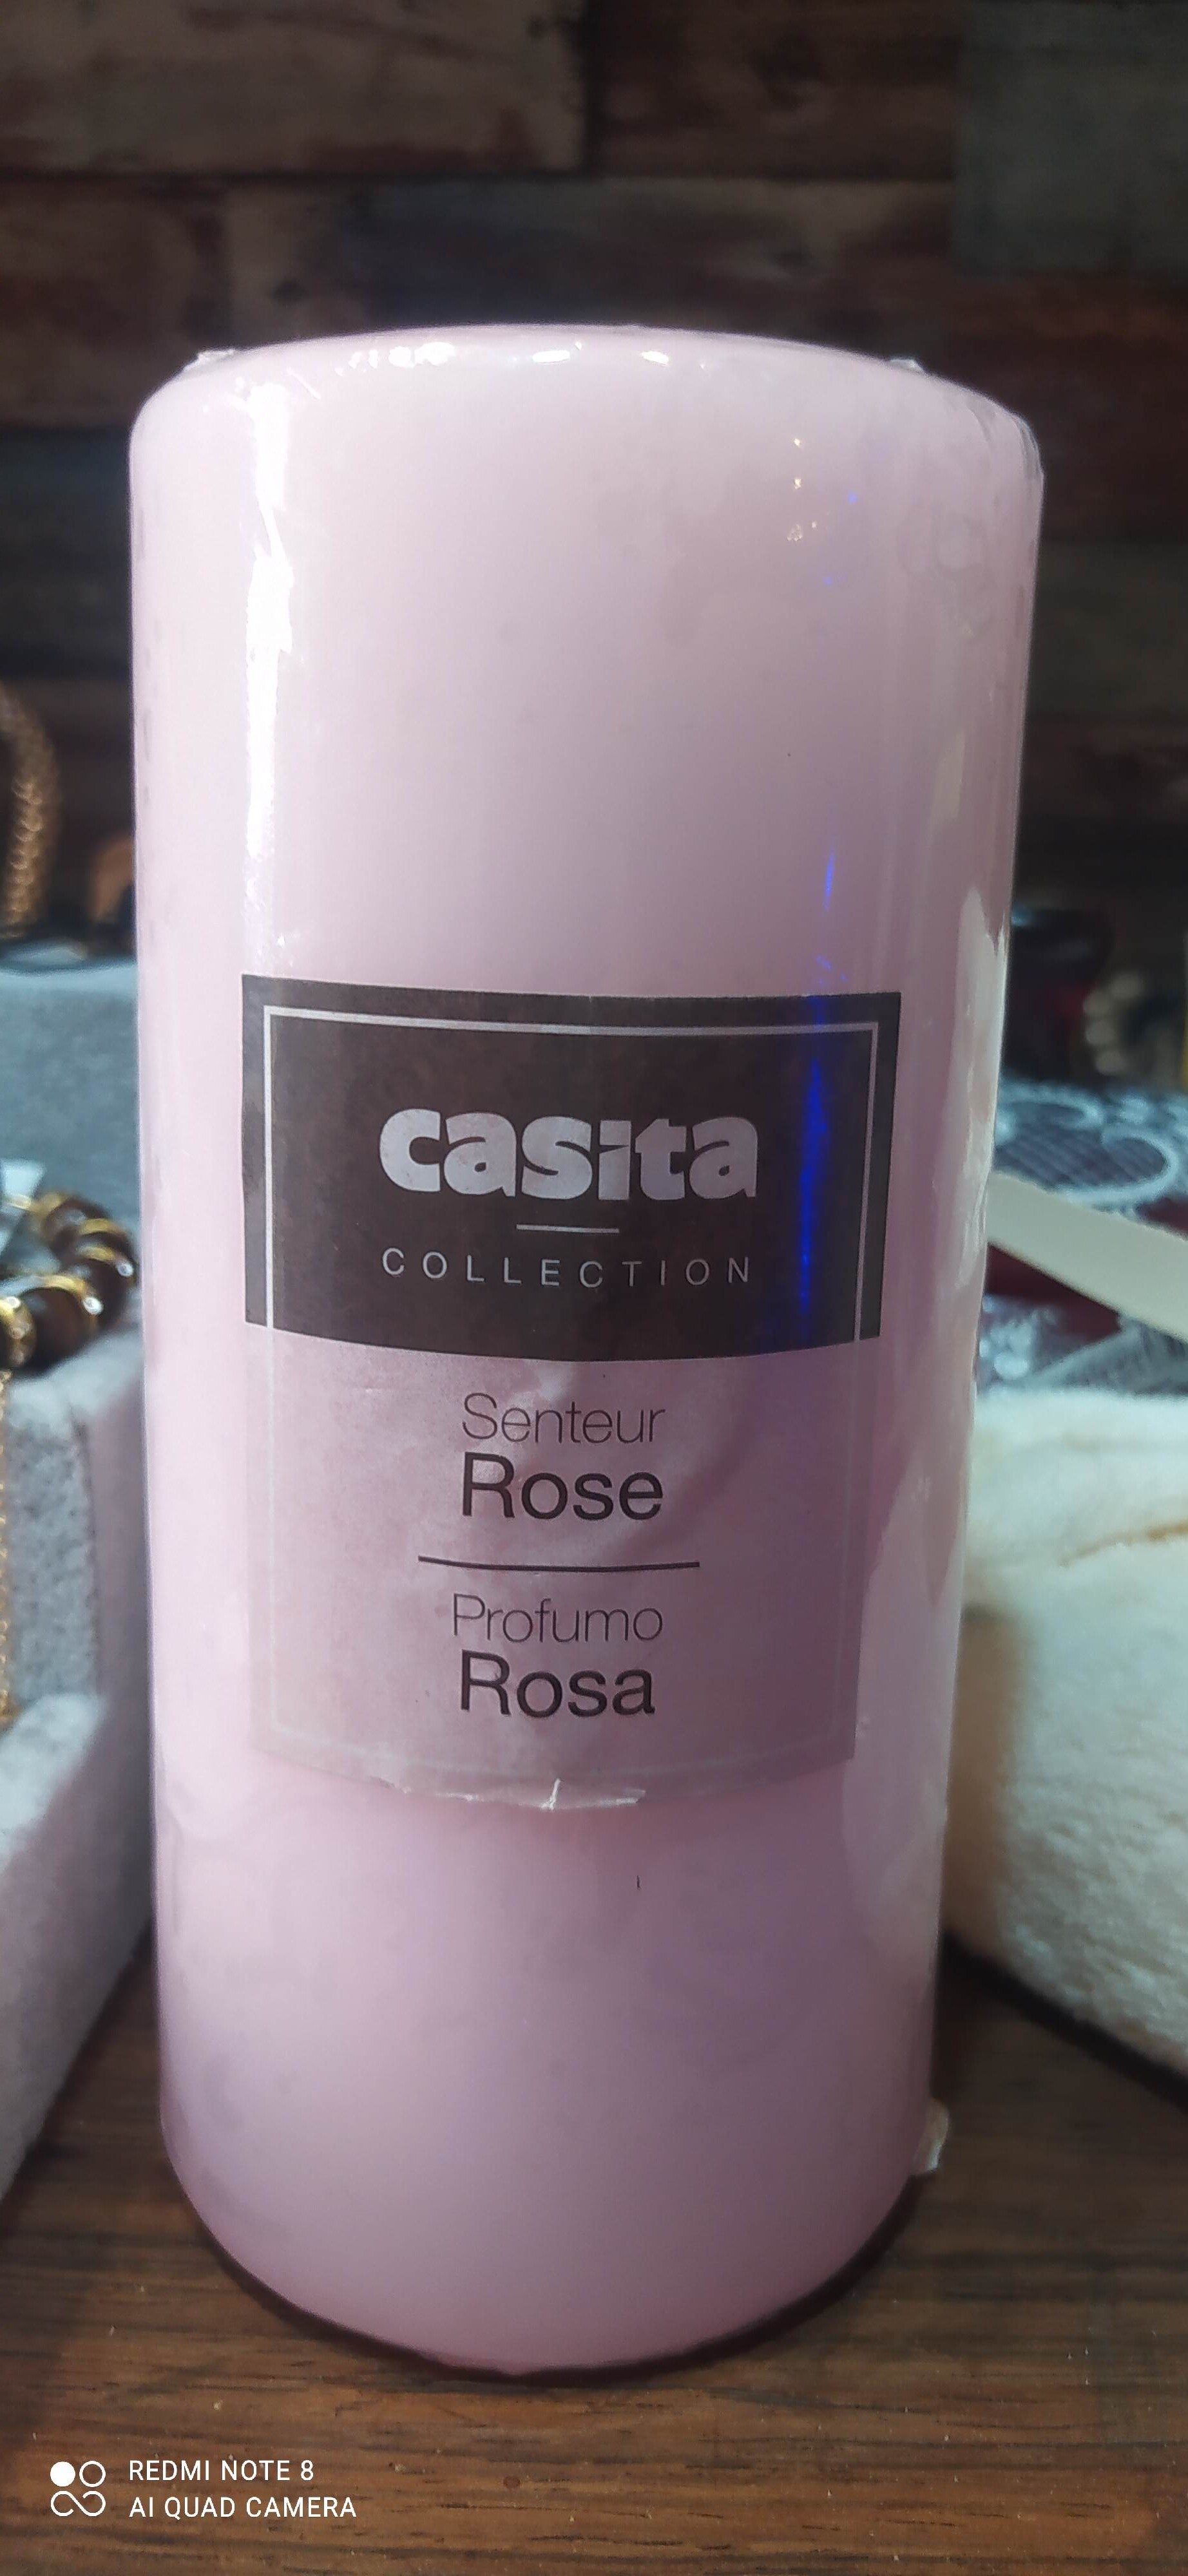 casita
COLLECTION
Senteur
Rose
Profumo
Rosa
REDMI NOTE 8
AI QUAD CAMERA